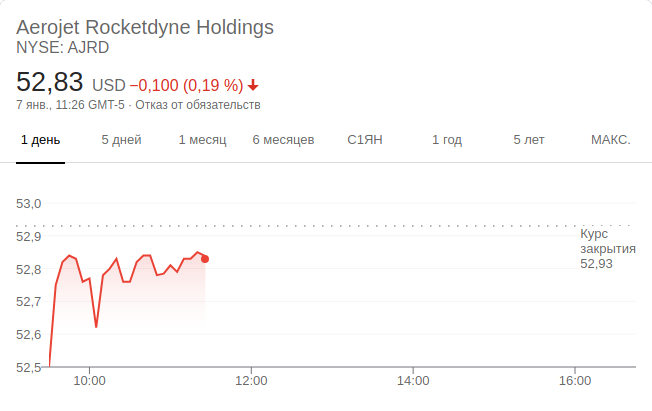 Aerojet Rocketdyne Holdings
NYSE: AJRD
52,83 USD −0,100 (0,19 %)
7 янв., 11:26 GMT-5 · Отказ от обязательств
1 день 5 дней 1 месяц 6 месяцев С1ЯН 1 год 5 лет МАКС.
53,0
52,9
Курс
закрытия
52,93
52,8
52,7
52,6
52,5
10:00 12:00 14:00 16:00